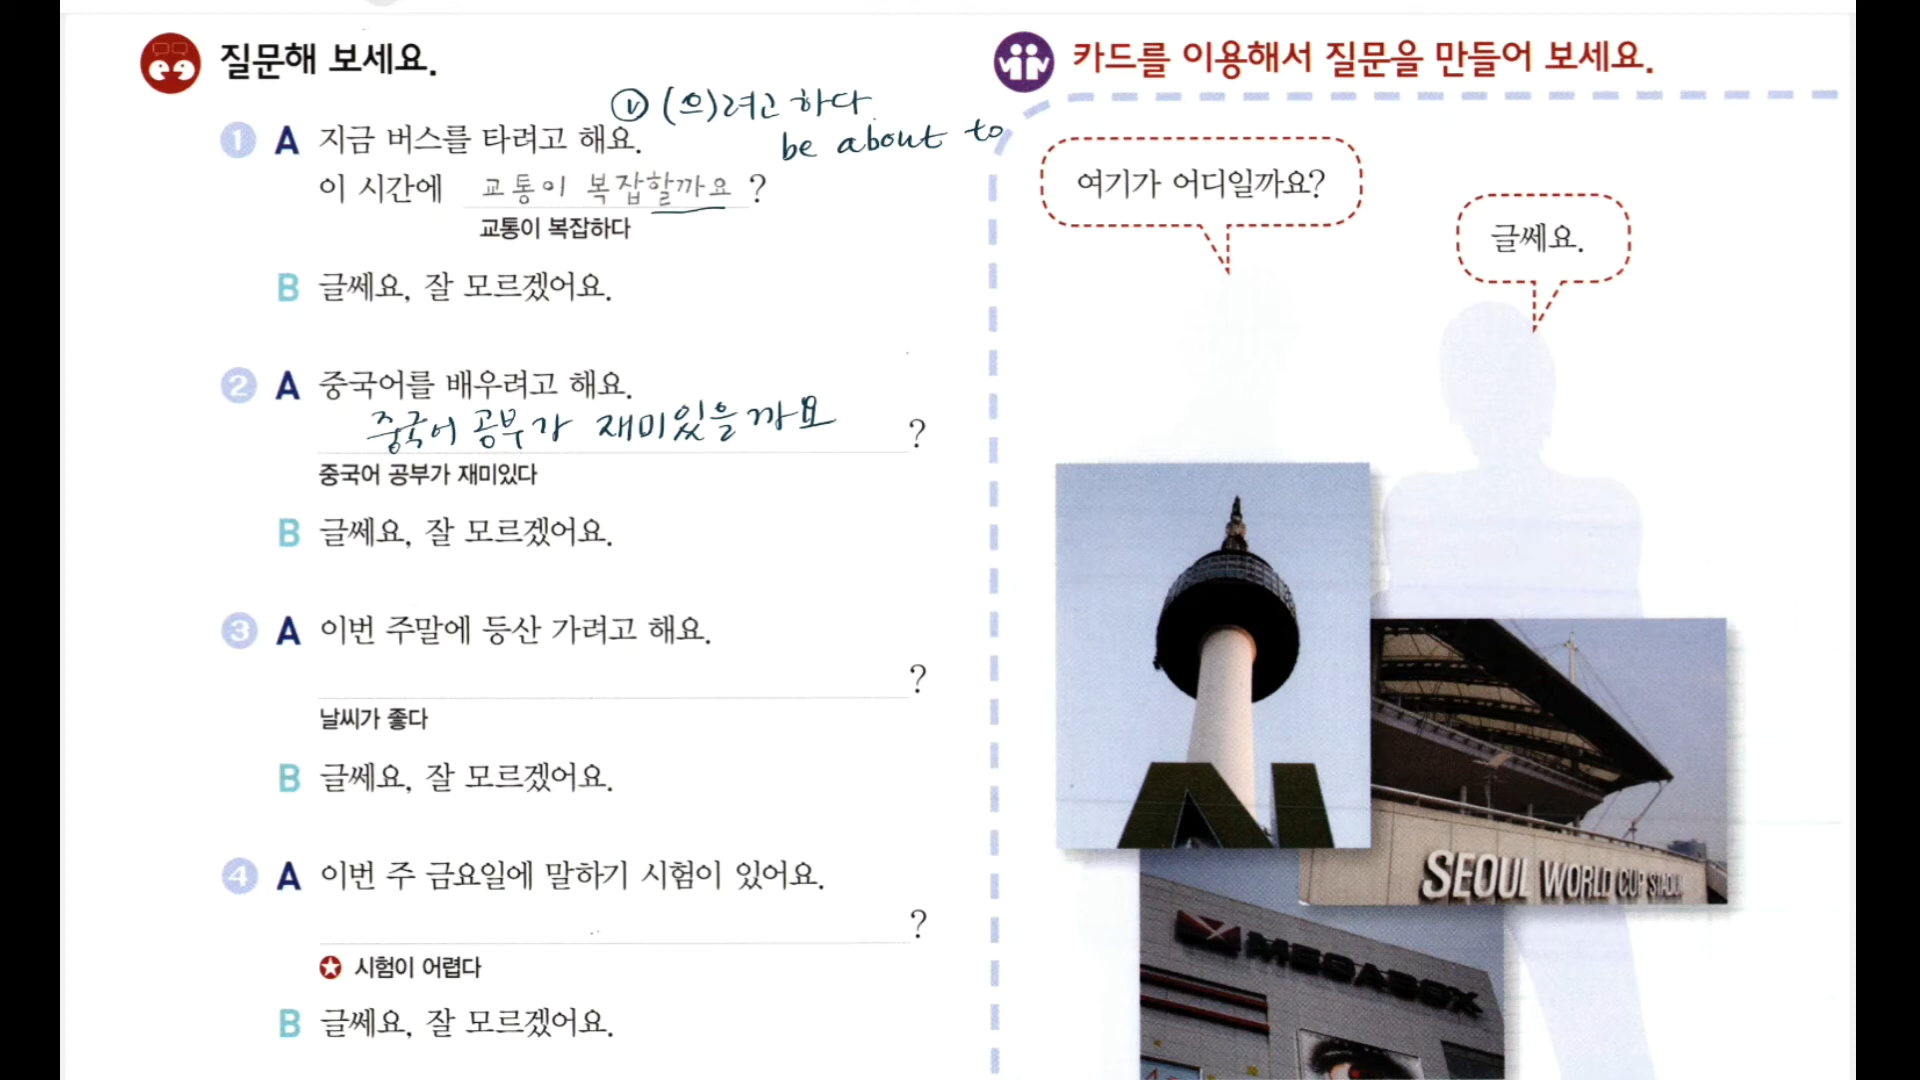 질문해 보세요.
Ⓥ (으)려고 하다
be about to
1 A 지금 버스를 타려고 해요.
이 시간에 교통이 복잡할까요 ?
교통이 복잡하다
B 글쎄요, 잘 모르겠어요.
2 A 중국어를 배우려고 해요.
중국어 공부가 재미있을까요 ?
중국어 공부가 재미있다
B 글쎄요, 잘 모르겠어요.
3 A 이번 주말에 등산 가려고 해요.
?
날씨가 좋다
B 글쎄요, 잘 모르겠어요.
4 A 이번 주 금요일에 말하기 시험이 있어요.
?
시험이 어렵다
B 글쎄요, 잘 모르겠어요.
카드를 이용해서 질문을 만들어 보세요.
여기가 어디일까요?
글쎄요.
SEOUL WORLD CUP STADIUM
MEGABOX